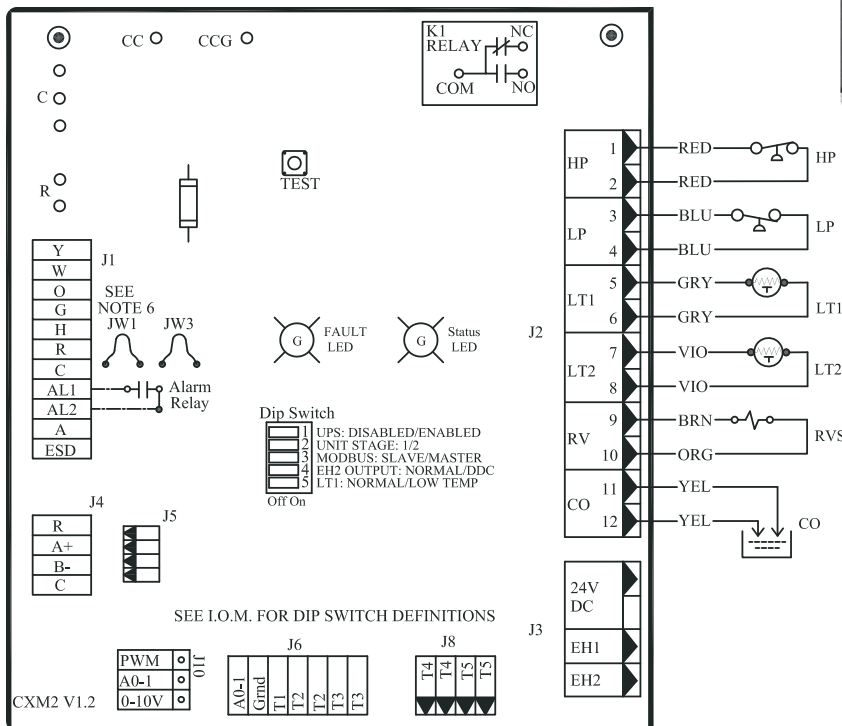 CC
CCG
K1
RELAY
NC
COM
NO
C
R
TEST
HP
1
2
RED
RED
HP
LP
3
4
BLU
BLU
LP
LT1
5
6
GRY
GRY
LT1
LT2
7
8
VIO
VIO
LT2
RV
9
10
BRN
ORG
RVS
CO
11
12
YEL
YEL
CO
J2
J1
Y
W
O
G
H
R
C
AL1
AL2
A
ESD
SEE
NOTE 6
JW1
JW3
Alarm
Relay
G
FAULT
LED
G
Status
LED
Dip Switch
1 UPS: DISABLED/ENABLED
2 UNIT STAGE: 1/2
3 MODBUS: SLAVE/MASTER
4 EH2 OUTPUT: NORMAL/DDC
5 LT1: NORMAL/LOW TEMP
Off On
J4
R
A+
B-
C
J5
SEE I.O.M. FOR DIP SWITCH DEFINITIONS
J3
24V
DC
EH1
EH2
PWM
A0-1
0-10V
J10
J6
A0-1
Grnd
T1
T2
T2
T3
T3
J8
T4
T4
T5
T5
CXM2 V1.2